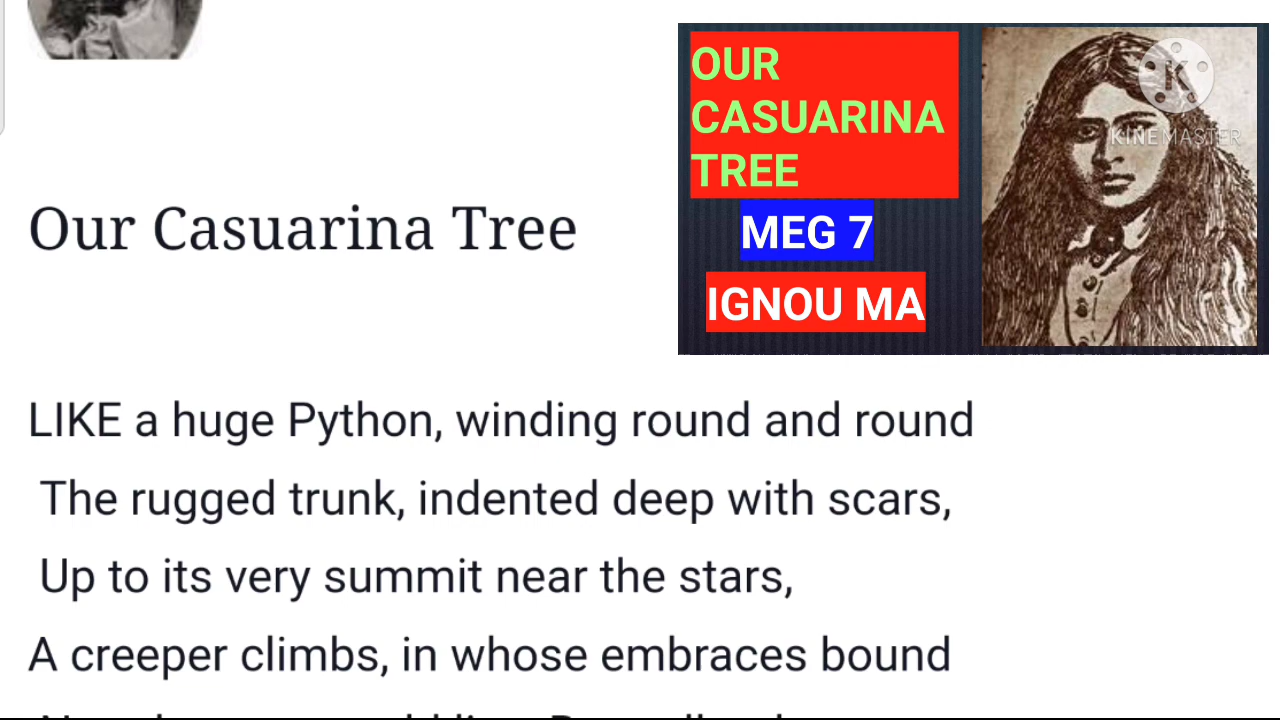 OUR
CASUARINA
TREE
MEG 7
IGNOU MA
K
KINEMASTER
Our Casuarina Tree
LIKE a huge Python, winding round and round
The rugged trunk, indented deep with scars,
Up to its very summit near the stars,
A creeper climbs, in whose embraces bound